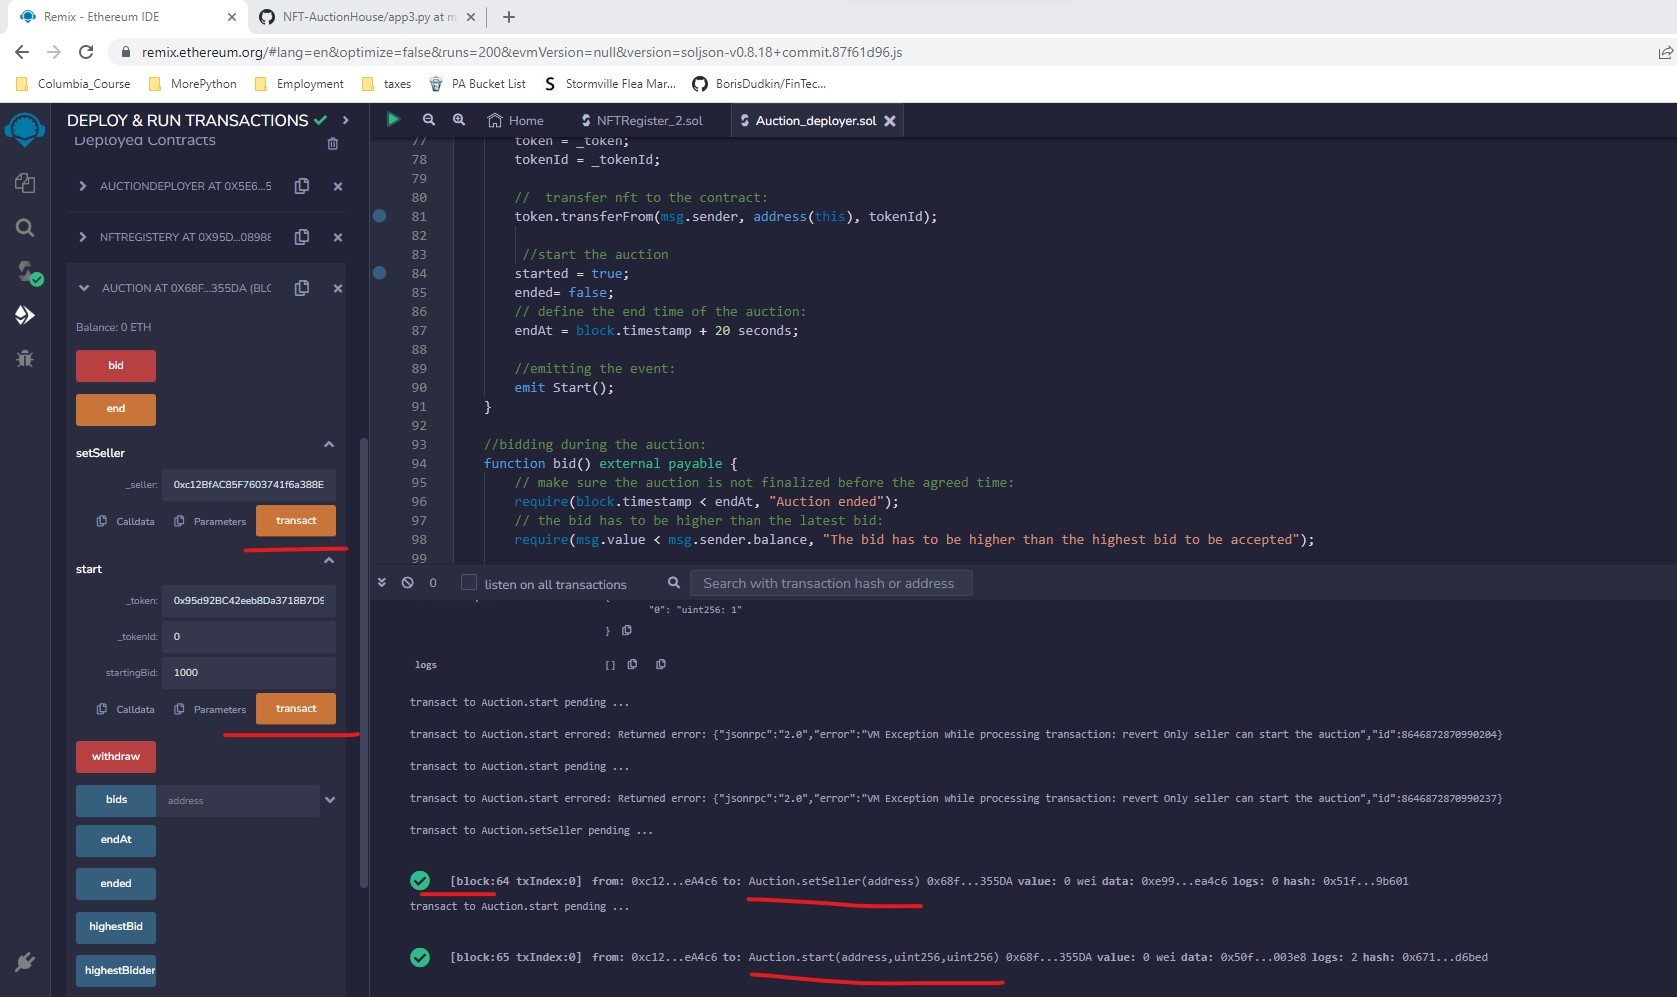 Remix - Ethereum IDE
NFT-AuctionHouse/app3.py at m
remix.ethereum.org/#lang=en&optimize=false&runs=200&evmVersion=null&version=soljson-v0.8.18+commit.87f61d96.js
Columbia_Course
MorePython
Employment
taxes
PA Bucket List
Stormville Flea Mar...
BorisDudkin/FinTec...
DEPLOY & RUN TRANSACTIONS
Deployed Contracts
AUCTIONDEPLOYER AT 0X5E6...5
NFTREGISTERY AT 0X95D...08988
AUCTION AT 0X68F...355DA (BLO
Balance: 0 ETH
bid
end
setSeller
_seller: 0xc12BfAC85F7603741f6a388E
Calldata Parameters transact
start
_token: 0x95d92BC42eeb8Da3718B7D9
_tokenId: 0
startingBid: 1000
Calldata Parameters transact
withdraw
bids address
endAt
ended
highestBid
highestBidder
Home
NFTRegister_2.sol
Auction_deployer.sol
77 token = _token;
78 tokenId = _tokenId;
79
80 // transfer nft to the contract:
81 token.transferFrom(msg.sender, address(this), tokenId);
82
83 //start the auction
84 started = true;
85 ended= false;
86 // define the end time of the auction:
87 endAt = block.timestamp + 20 seconds;
88
89 //emitting the event:
90 emit Start();
91 }
92
93 //bidding during the auction:
94 function bid() external payable {
95 // make sure the auction is not finalized before the agreed time:
96 require(block.timestamp < endAt, "Auction ended");
97 // the bid has to be higher than the latest bid:
98 require(msg.value < msg.sender.balance, "The bid has to be higher than the highest bid to be accepted");
99
0 listen on all transactions Search with transaction hash or address
"0": "uint256: 1"
}
logs []
transact to Auction.start pending ...
transact to Auction.start errored: Returned error: {"jsonrpc":"2.0","error":"VM Exception while processing transaction: revert Only seller can start the auction","id":8646872870990204}
transact to Auction.start pending ...
transact to Auction.start errored: Returned error: {"jsonrpc":"2.0","error":"VM Exception while processing transaction: revert Only seller can start the auction","id":8646872870990237}
transact to Auction.setSeller pending ...
[block:64 txIndex:0] from: 0xc12...eA4c6 to: Auction.setSeller(address) 0x68f...355DA value: 0 wei data: 0xe99...ea4c6 logs: 0 hash: 0x51f...9b601
transact to Auction.start pending ...
[block:65 txIndex:0] from: 0xc12...eA4c6 to: Auction.start(address,uint256,uint256) 0x68f...355DA value: 0 wei data: 0x50f...003e8 logs: 2 hash: 0x671...d6bed